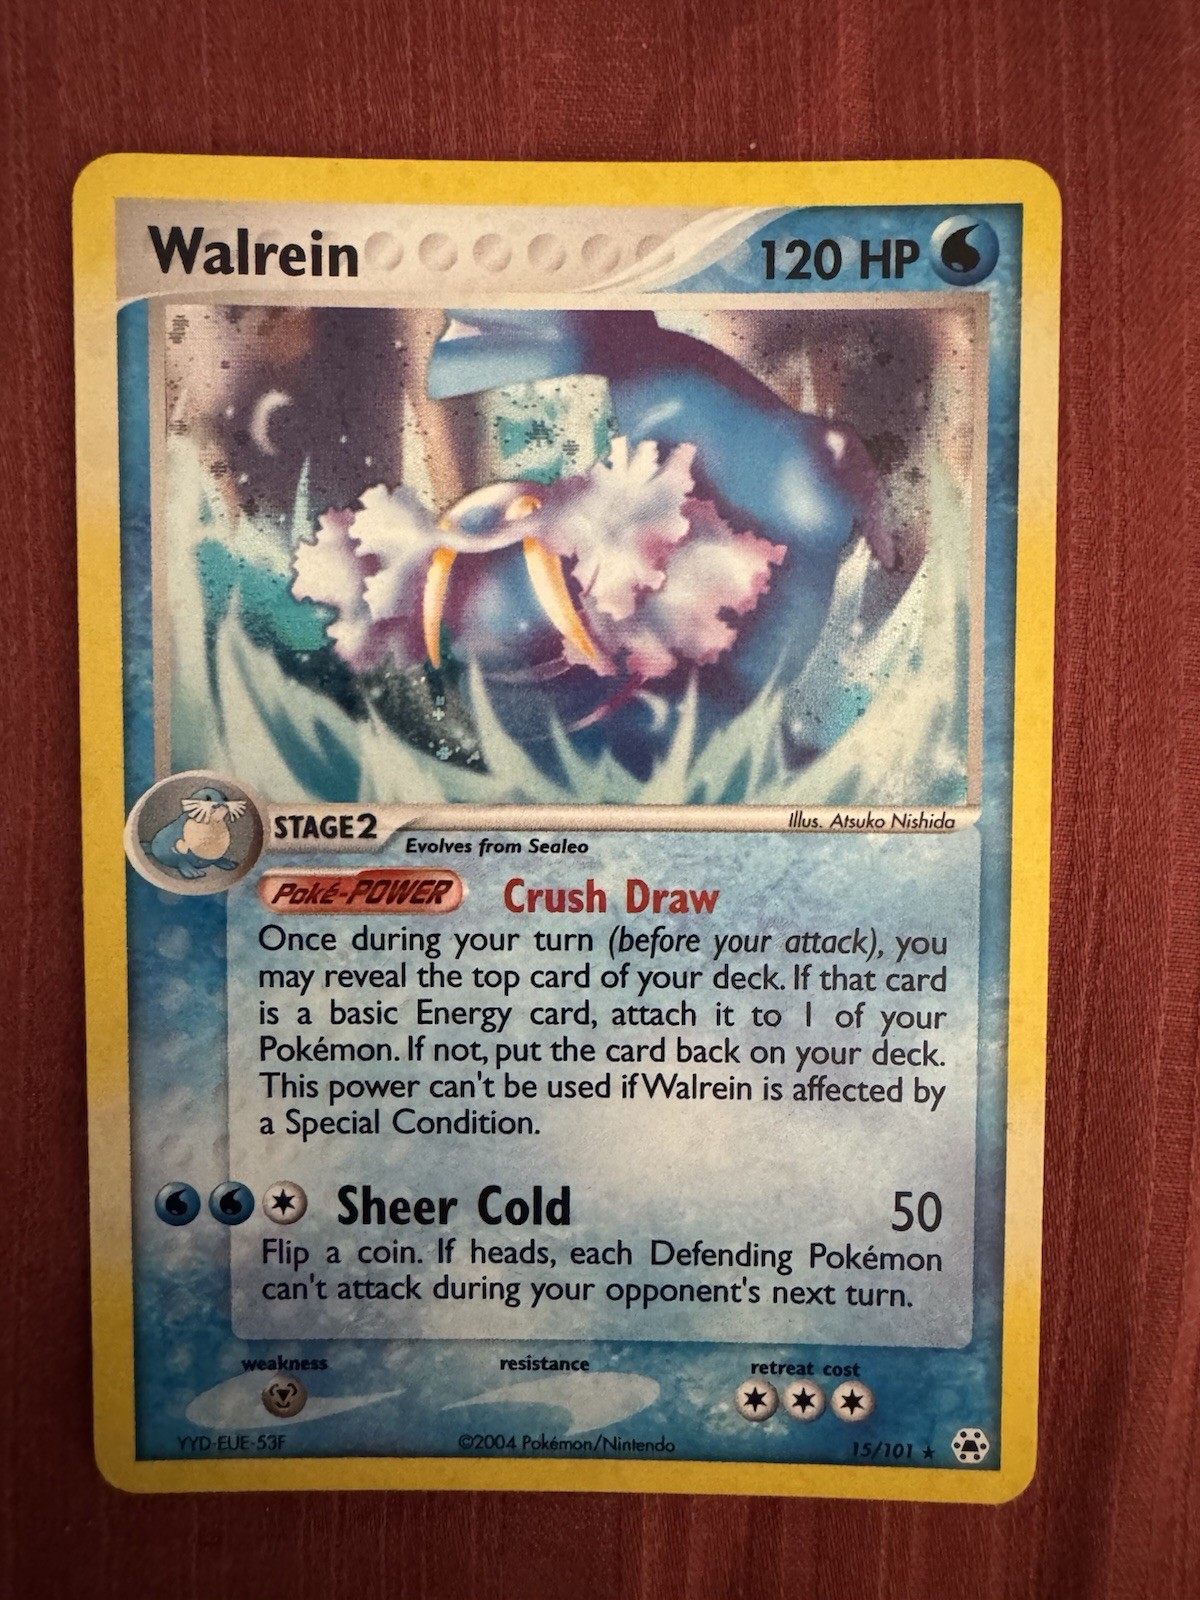 Walrein
120 HP
STAGE2
Illus. Atsuko Nishida
Evolves from Sealeo
Poké-POWER Crush Draw
Once during your turn (before your attack), you
may reveal the top card of your deck. If that card
is a basic Energy card, attach it to 1 of your
Pokémon. If not, put the card back on your deck.
This power can't be used if Walrein is affected by
a Special Condition.
Sheer Cold 50
Flip a coin. If heads, each Defending Pokémon
can't attack during your opponent's next turn.
weakness resistance retreat cost
YYD-EUE-53F ©2004 Pokémon/Nintendo 15/101 ★